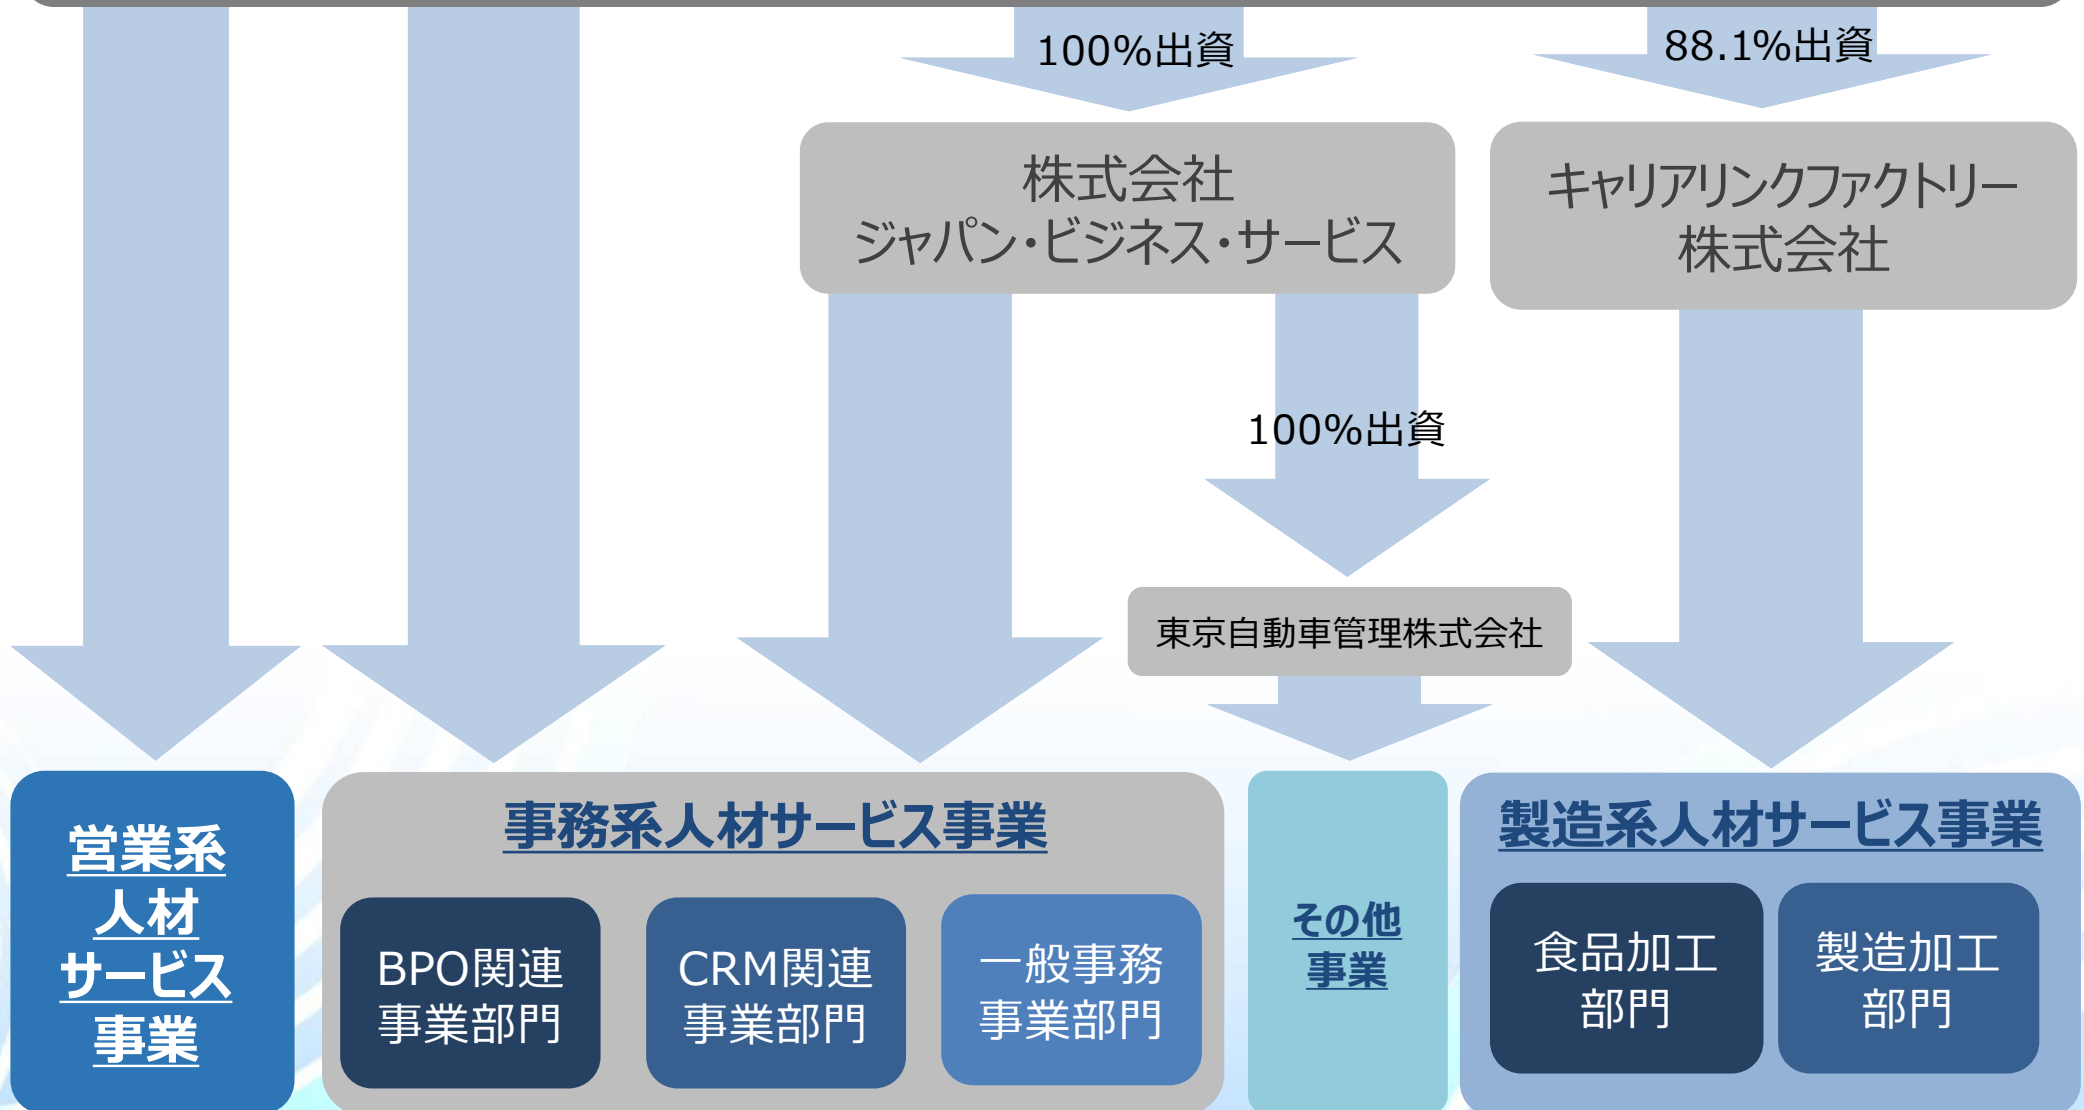 100%出資
88.1%出資
株式会社
ジャパン・ビジネス・サービス
キャリアリンクファクトリー
株式会社
100%出資
東京自動車管理株式会社
営業系
人材
サービス
事業
事務系人材サービス事業
BPO関連
事業部門
CRM関連
事業部門
一般事務
事業部門
その他
事業
製造系人材サービス事業
食品加工
部門
製造加工
部門